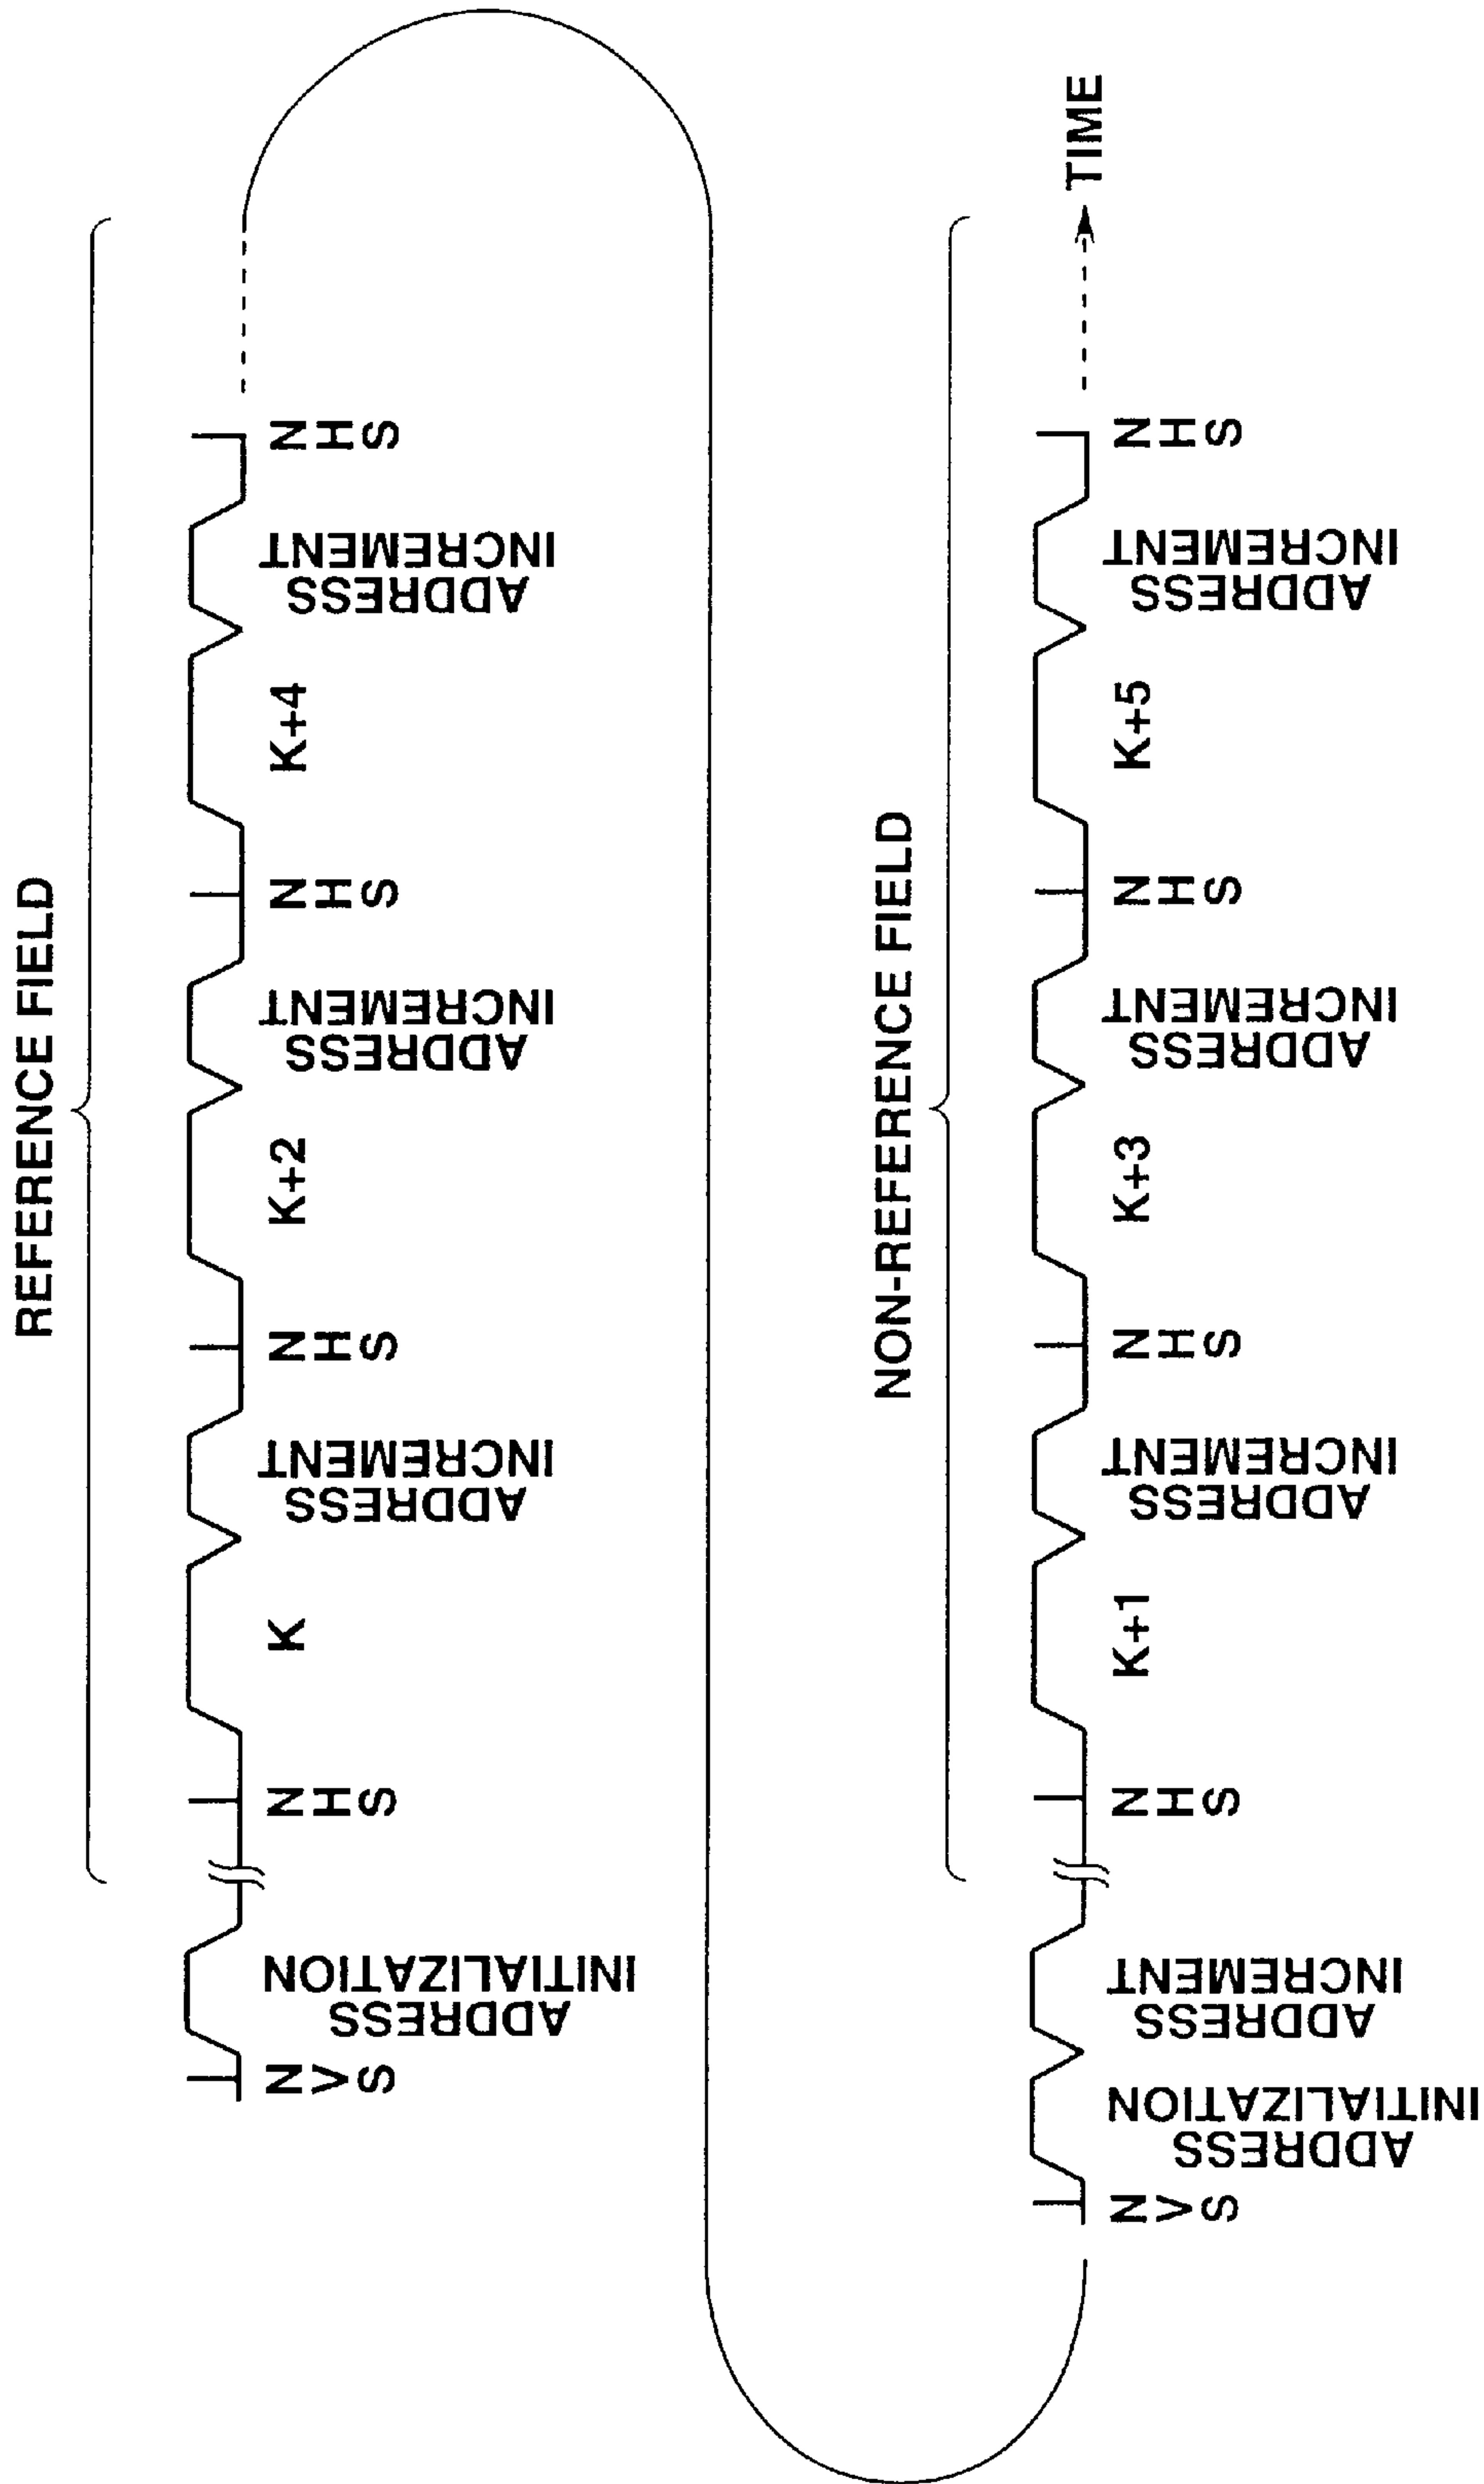 REFERENCE FIELD
N
V
S
ADDRESS
INITIALIZATION
N
H
S
K
ADDRESS
INCREMENT
N
H
S
K+2
ADDRESS
INCREMENT
N
H
S
K+4
ADDRESS
INCREMENT
N
H
S
NON-REFERENCE FIELD
N
V
S
ADDRESS
INITIALIZATION
ADDRESS
INCREMENT
N
H
S
K+1
ADDRESS
INCREMENT
N
H
S
K+3
ADDRESS
INCREMENT
N
H
S
K+5
ADDRESS
INCREMENT
N
H
S
TIME